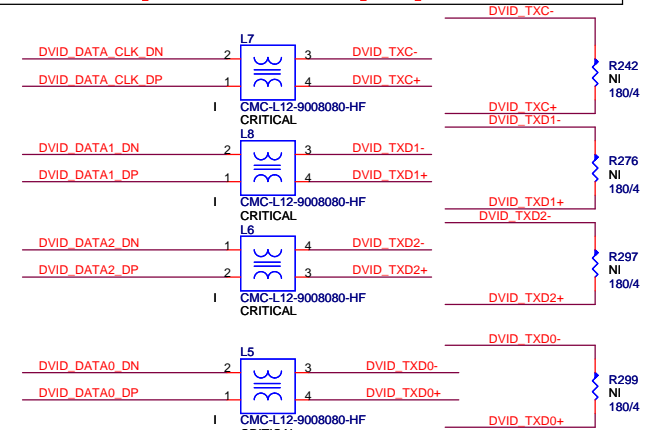 DVID_TXC-
L7
DVID_DATA_CLK_DN 2 3 DVID_TXC-
R242
NI
180/4
DVID_DATA_CLK_DP 1 4 DVID_TXC+
I CMC-L12-9008080-HF
CRITICAL
DVID_TXC+
DVID_TXD1-
L8
DVID_DATA1_DN 2 3 DVID_TXD1-
R276
NI
180/4
DVID_DATA1_DP 1 4 DVID_TXD1+
I CMC-L12-9008080-HF
CRITICAL
DVID_TXD1+
DVID_TXD2-
L6
DVID_DATA2_DN 1 4 DVID_TXD2-
R297
NI
180/4
DVID_DATA2_DP 2 3 DVID_TXD2+
I CMC-L12-9008080-HF
CRITICAL
DVID_TXD2+
DVID_TXD0-
L5
DVID_DATA0_DN 2 3 DVID_TXD0-
R299
NI
180/4
DVID_DATA0_DP 1 4 DVID_TXD0+
I CMC-L12-9008080-HF
DVID_TXD0+